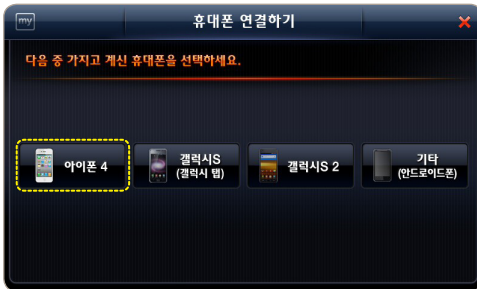 my
휴대폰 연결하기
다음 중 가지고 계신 휴대폰을 선택하세요.
아이폰 4
갤럭시S
(갤럭시 탭)
갤럭시S 2
기타
(안드로이드폰)